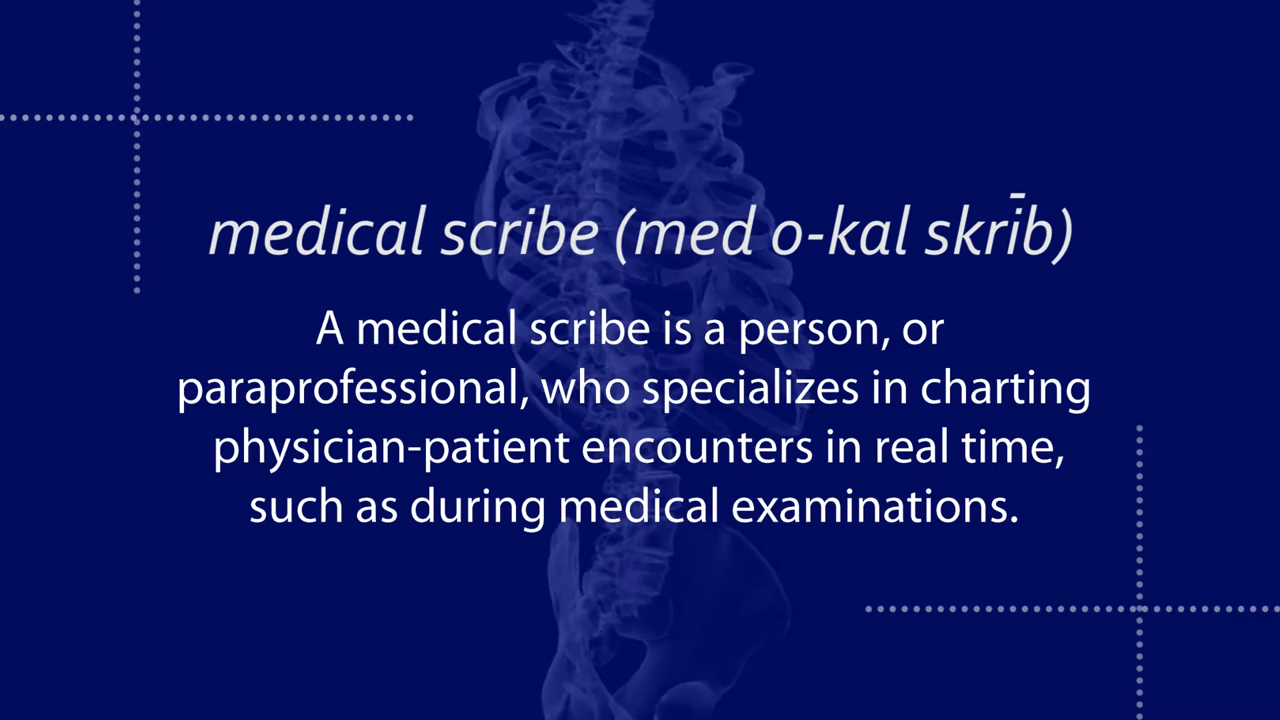 medical scribe (med o-kal skrīb)
A medical scribe is a person, or
paraprofessional, who specializes in charting
physician-patient encounters in real time,
such as during medical examinations.